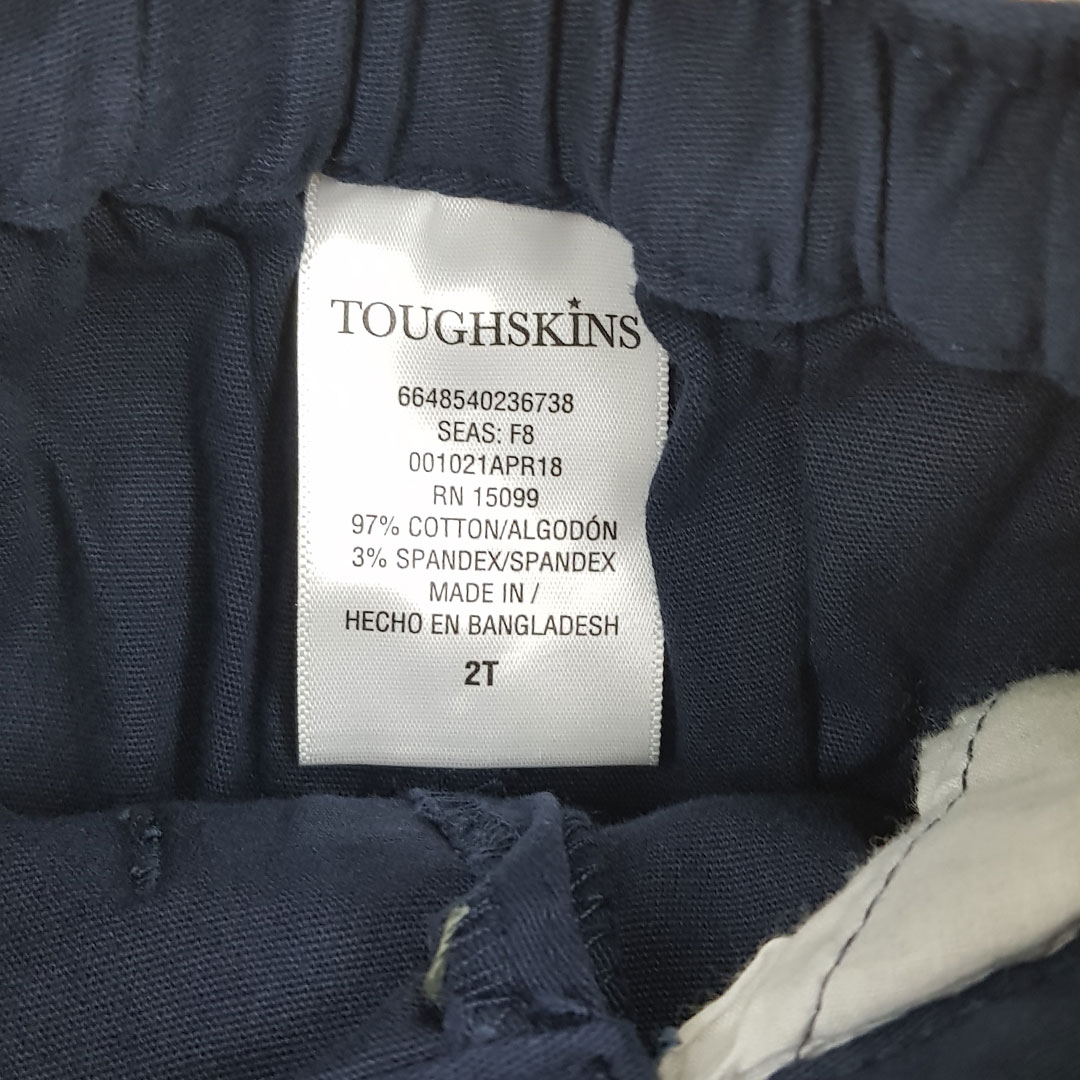 TOUGHSKINS
6648540236738
SEAS: F8
001021APR18
RN 15099
97% COTTON/ALGODÓN
3% SPANDEX/SPANDEX
MADE IN /
HECHO EN BANGLADESH
2T